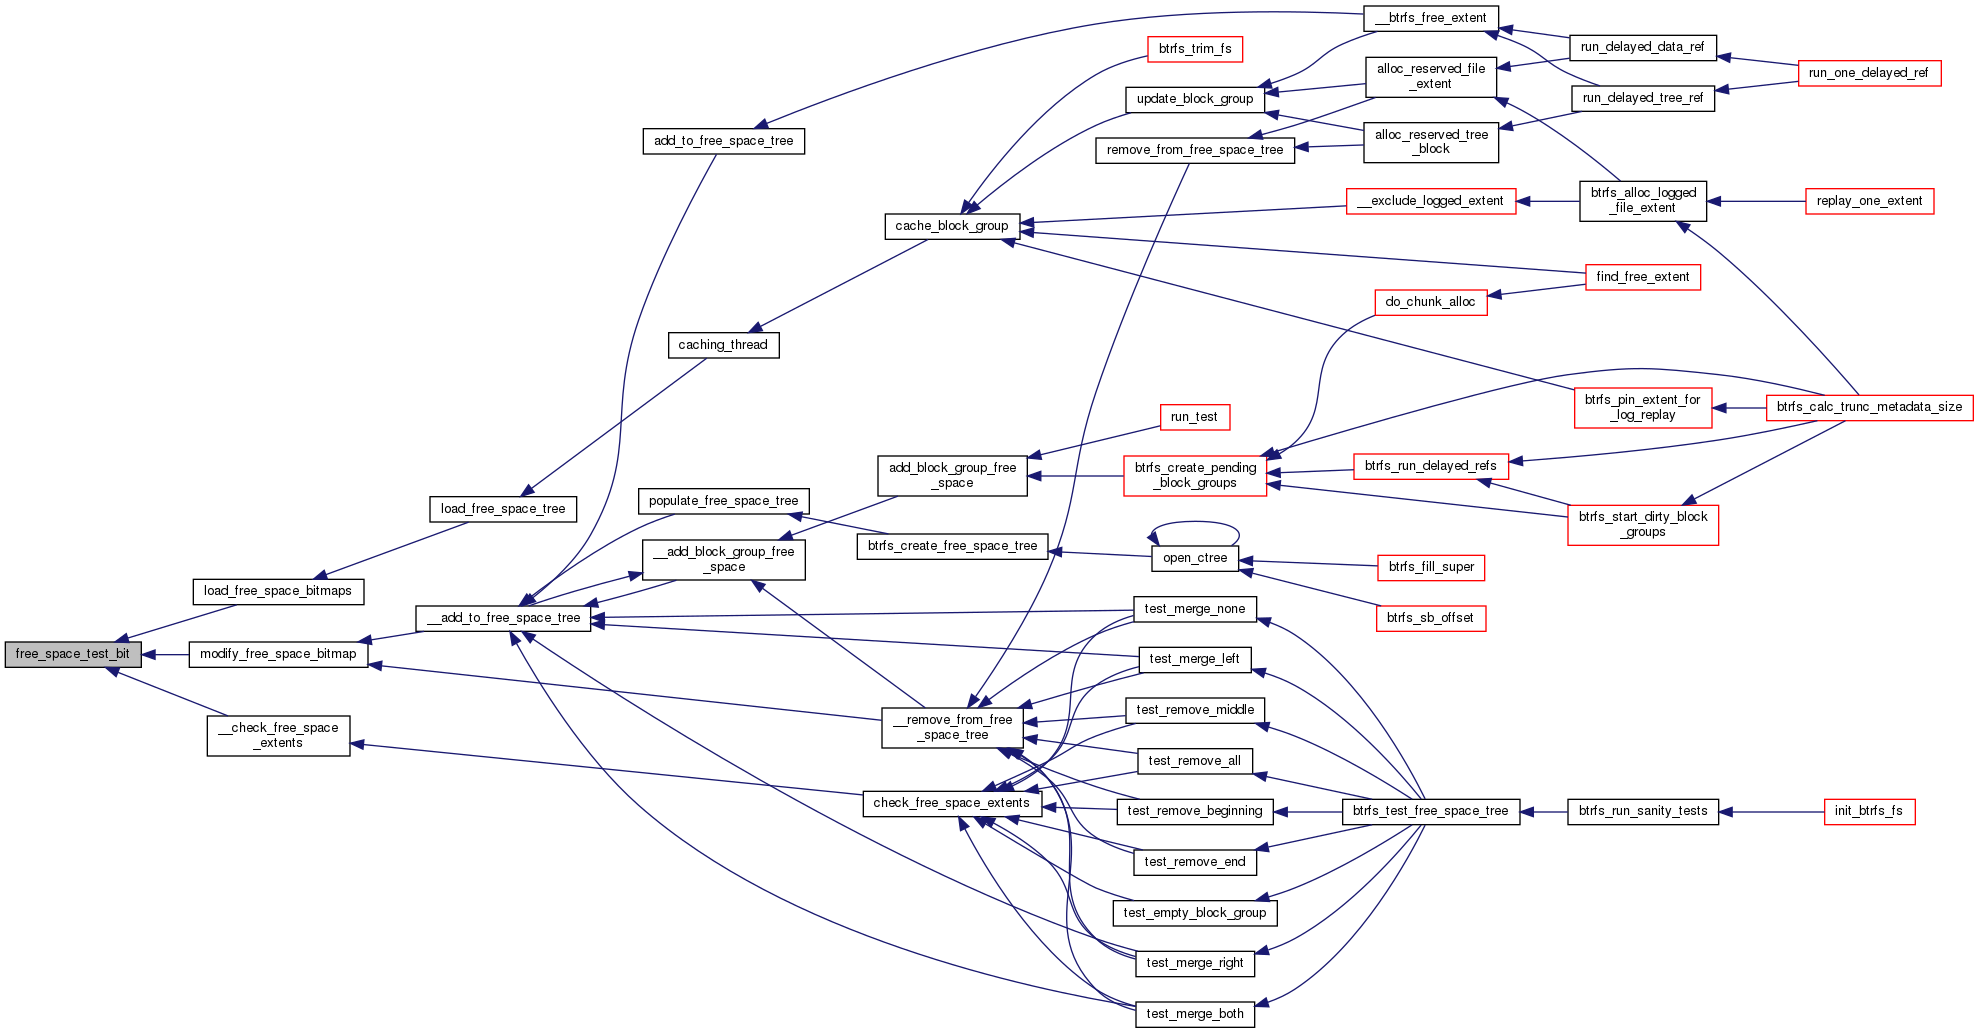 free_space_test_bit
load_free_space_bitmaps
modify_free_space_bitmap
__check_free_space
_extents
load_free_space_tree
__add_to_free_space_tree
add_to_free_space_tree
caching_thread
populate_free_space_tree
__add_block_group_free
_space
cache_block_group
add_block_group_free
_space
btrfs_create_free_space_tree
__remove_from_free
_space_tree
check_free_space_extents
btrfs_trim_fs
update_block_group
remove_from_free_space_tree
run_test
btrfs_create_pending
_block_groups
open_ctree
test_merge_none
test_merge_left
test_remove_middle
test_remove_all
test_remove_beginning
test_remove_end
test_empty_block_group
test_merge_right
test_merge_both
__btrfs_free_extent
alloc_reserved_file
_extent
alloc_reserved_tree
_block
__exclude_logged_extent
do_chunk_alloc
btrfs_run_delayed_refs
btrfs_fill_super
btrfs_sb_offset
btrfs_test_free_space_tree
run_delayed_data_ref
run_delayed_tree_ref
btrfs_alloc_logged
_file_extent
find_free_extent
btrfs_pin_extent_for
_log_replay
btrfs_start_dirty_block
_groups
btrfs_run_sanity_tests
run_one_delayed_ref
replay_one_extent
btrfs_calc_trunc_metadata_size
init_btrfs_fs